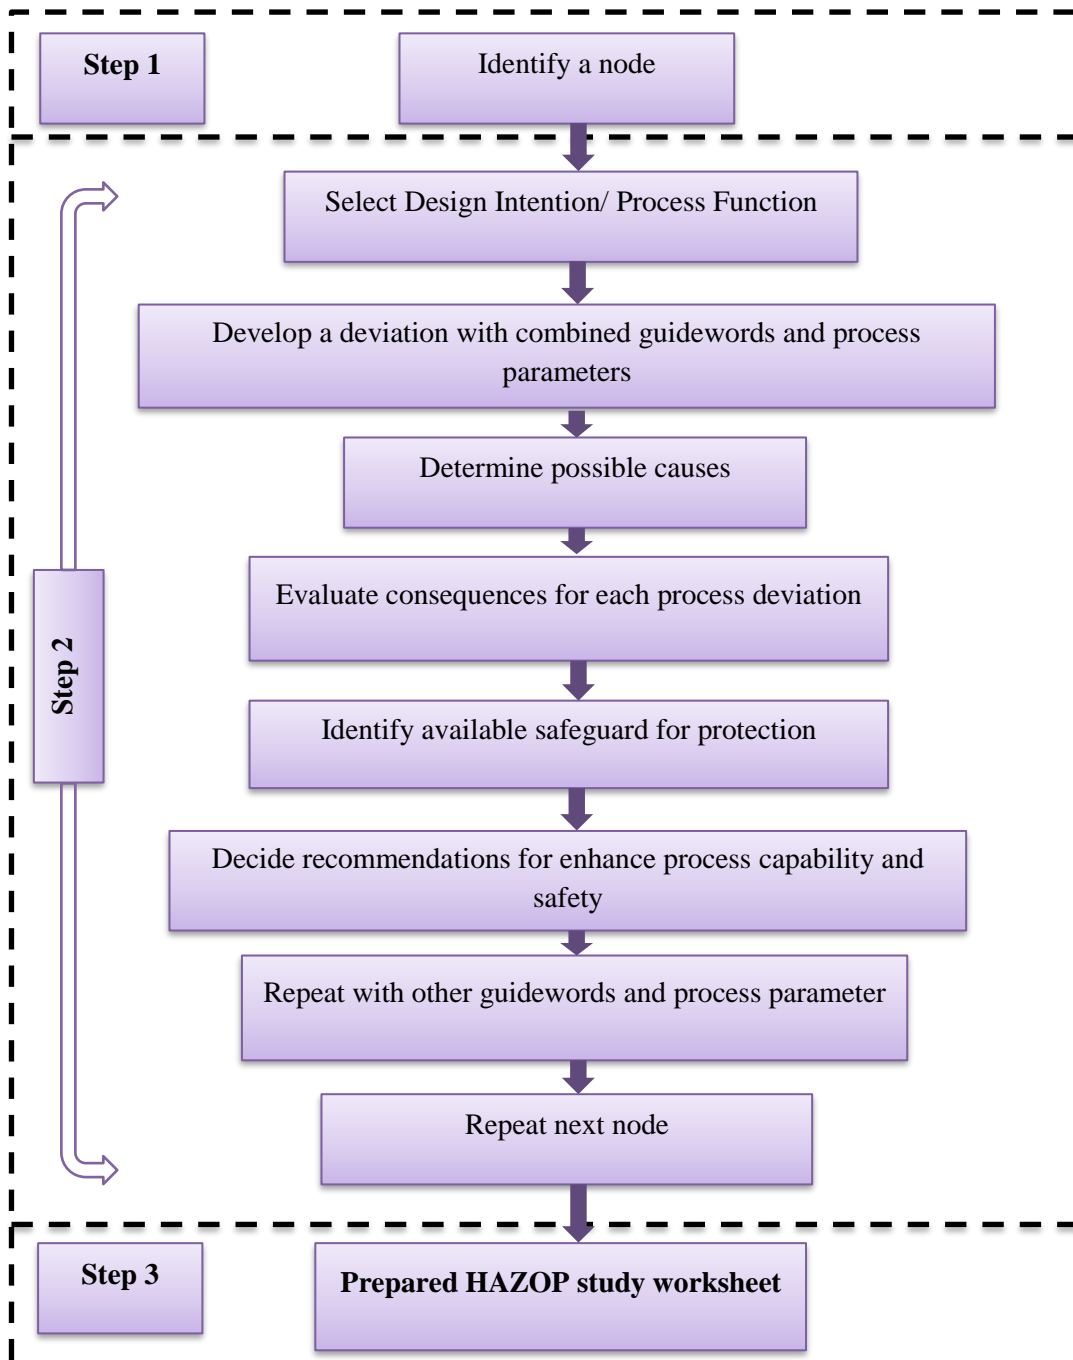 Step 1
Identify a node
Select Design Intention/ Process Function
Develop a deviation with combined guidewords and process
parameters
Determine possible causes
Evaluate consequences for each process deviation
Step 2
Identify available safeguard for protection
Decide recommendations for enhance process capability and
safety
Repeat with other guidewords and process parameter
Repeat next node
Step 3
Prepared HAZOP study worksheet